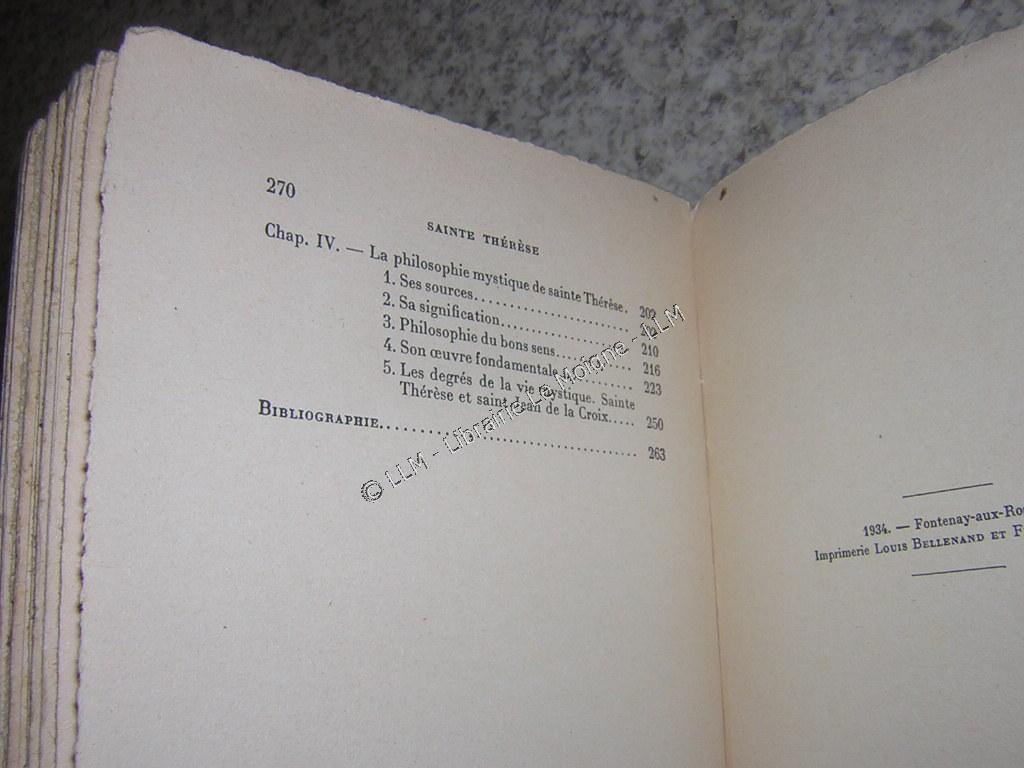 270
SAINTE THÉRÈSE
Chap. IV. — La philosophie mystique de sainte Thérèse. 202
1. Ses sources
2. Sa signification 210
3. Philosophie du bons sens 216
4. Son œuvre fondamentale 223
5. Les degrés de la vie mystique. Sainte
Thérèse et saint Jean de la Croix 250
BIBLIOGRAPHIE 263
© LLM - Librairie Le Moigne - LLM
1934. — Fontenay-aux-Ro
Imprimerie LOUIS BELLENAND ET F